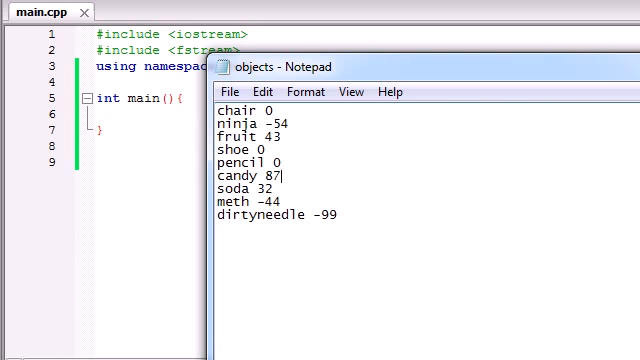 main.cpp
1 #include <iostream>
2 #include <fstream>
3 using namespac
4
5 int main(){
6
7 }
8
9
objects - Notepad
File Edit Format View Help
chair 0
ninja -54
fruit 43
shoe 0
pencil 0
candy 87
soda 32
meth -44
dirtyneedle -99